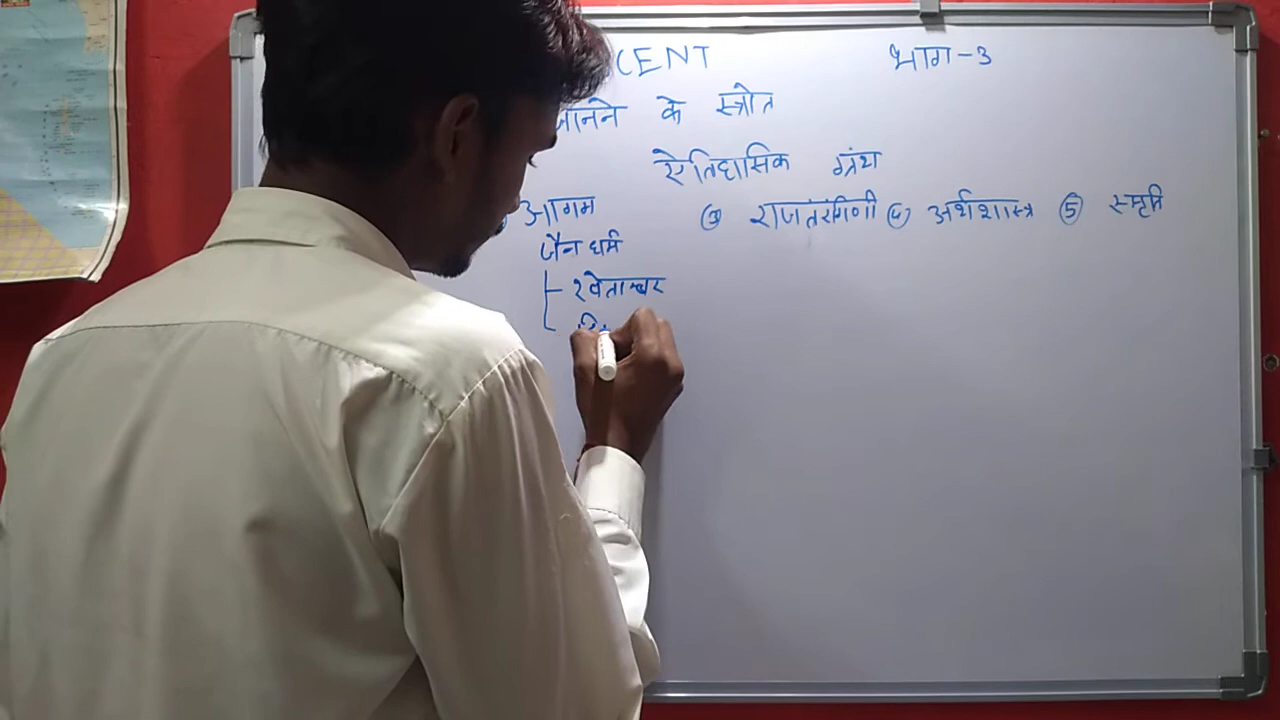 CENT भाग-3
जानने के स्त्रोत
ऐतिहासिक ग्रंथ
आगम ③ राजतरंगिणी ④ अर्थशास्त्र ⑤ स्मृति
जैन धर्म
श्वेताम्बर